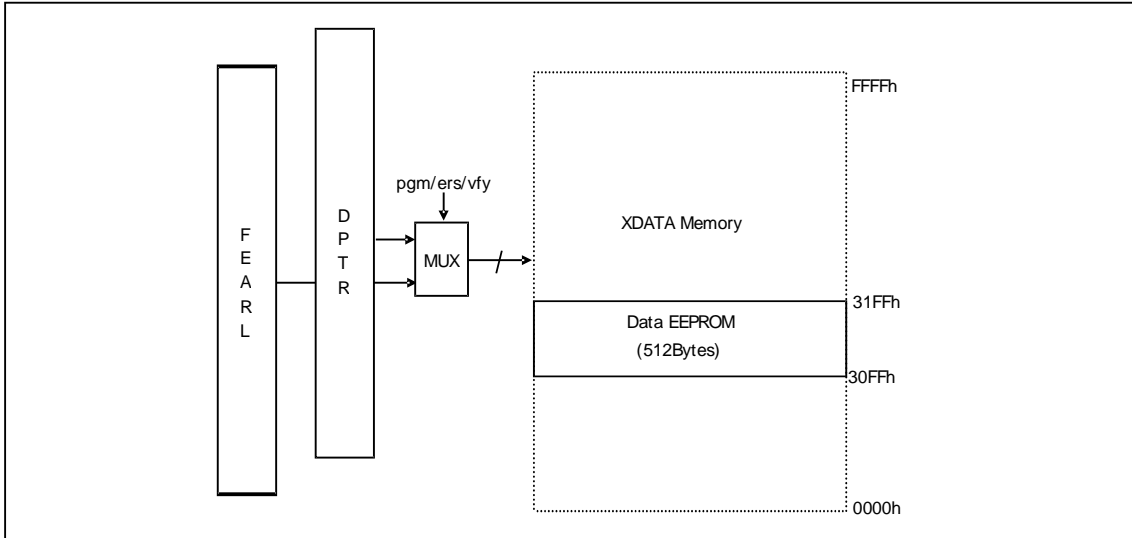 F
E
A
R
L
D
P
T
R
pgm/ers/vfy
MUX
FFFFh
XDATA Memory
31FFh
Data EEPROM
(512Bytes)
30FFh
0000h